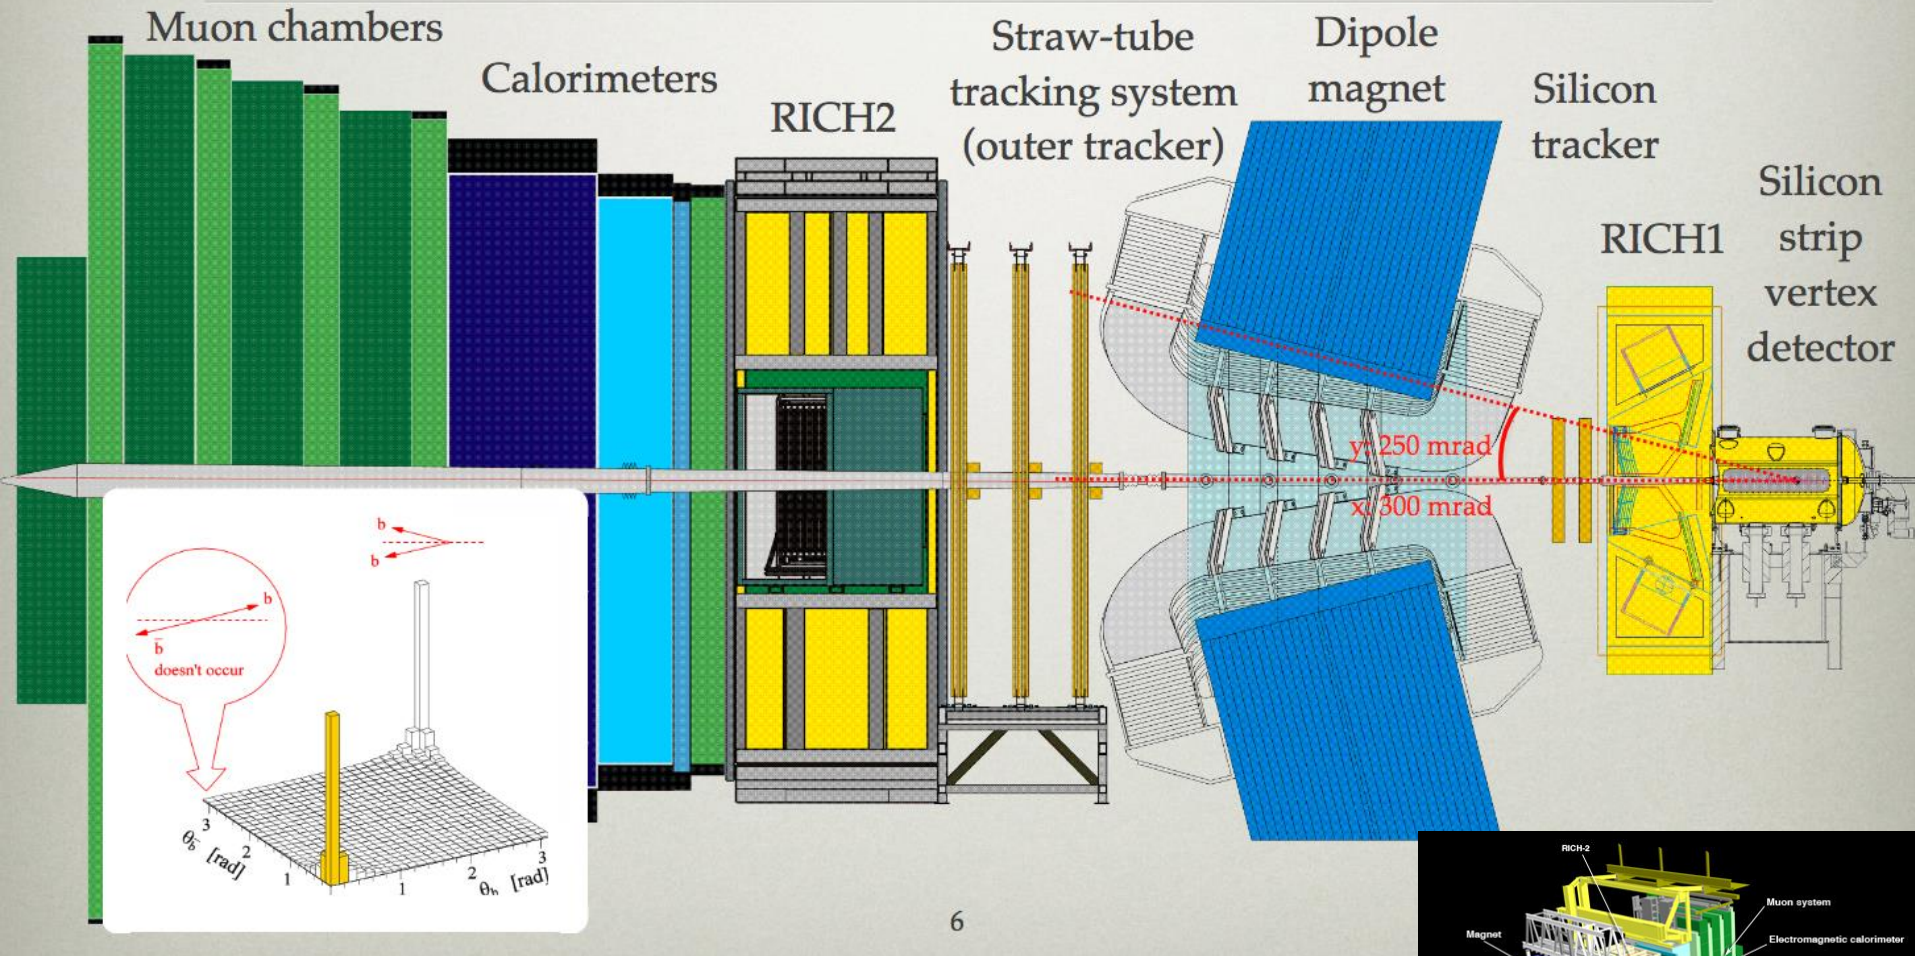 Muon chambers
Calorimeters
RICH2
Straw-tube
tracking system
(outer tracker)
Dipole
magnet
Silicon
tracker
RICH1
Silicon
strip
vertex
detector
y: 250 mrad
x: 300 mrad
b
b
b
b̄
doesn't occur
3
2
1
θb̄ [rad]
1
2
3
θb [rad]
6
RICH-2
Muon system
Magnet
Electromagnetic calorimeter